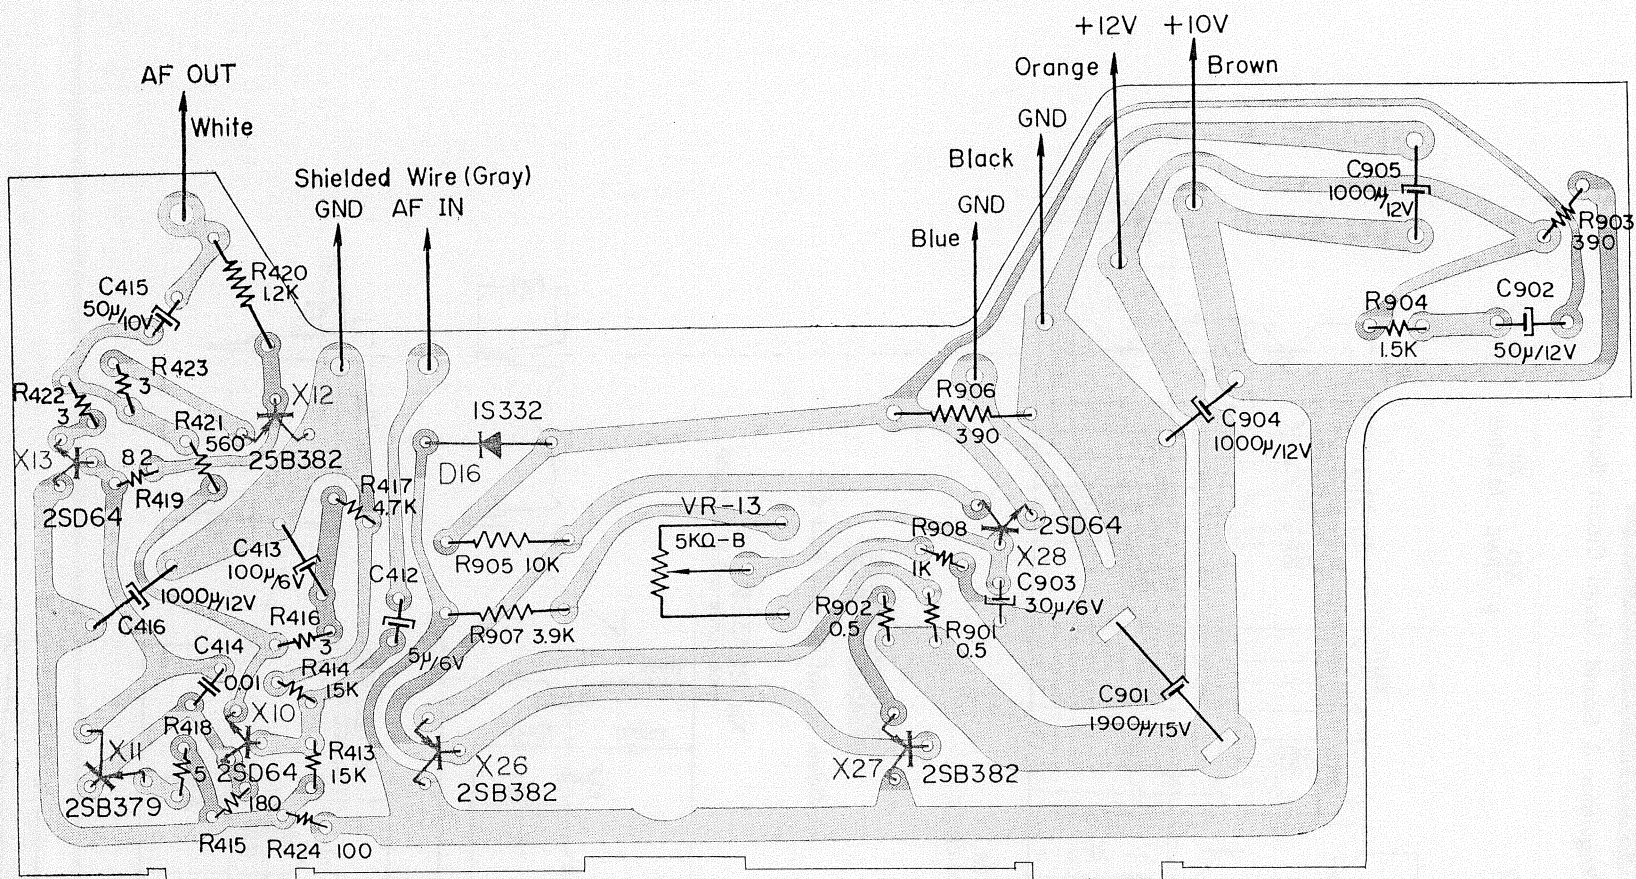 +12V +10V
Orange
Brown
AF OUT
White
GND
Black
Shielded Wire (Gray)
GND AF IN
GND
Blue
C905
1000μ/12V
R903
390
R420
1.2K
C415
50μ/10V
R904
1.5K
C902
50μ/12V
R423
3
R422
3
X12
R421
560
2SB382
1S332
D16
R906
390
C904
1000μ/12V
X13
82
R419
2SD64
R417
4.7K
VR-13
5KΩ-B
R908
1K
2SD64
X28
C413
100μ/6V
R905 10K
C412
C903
30μ/6V
1000μ/12V
C416
R416
3
R907 3.9K
5μ/6V
R902
0.5
R901
0.5
C414
0.01
R414
15K
C901
1900μ/15V
R418
5
X10
2SD64
X11
2SB379
R413
15K
180
R415
R424 100
X26
2SB382
X27
2SB382